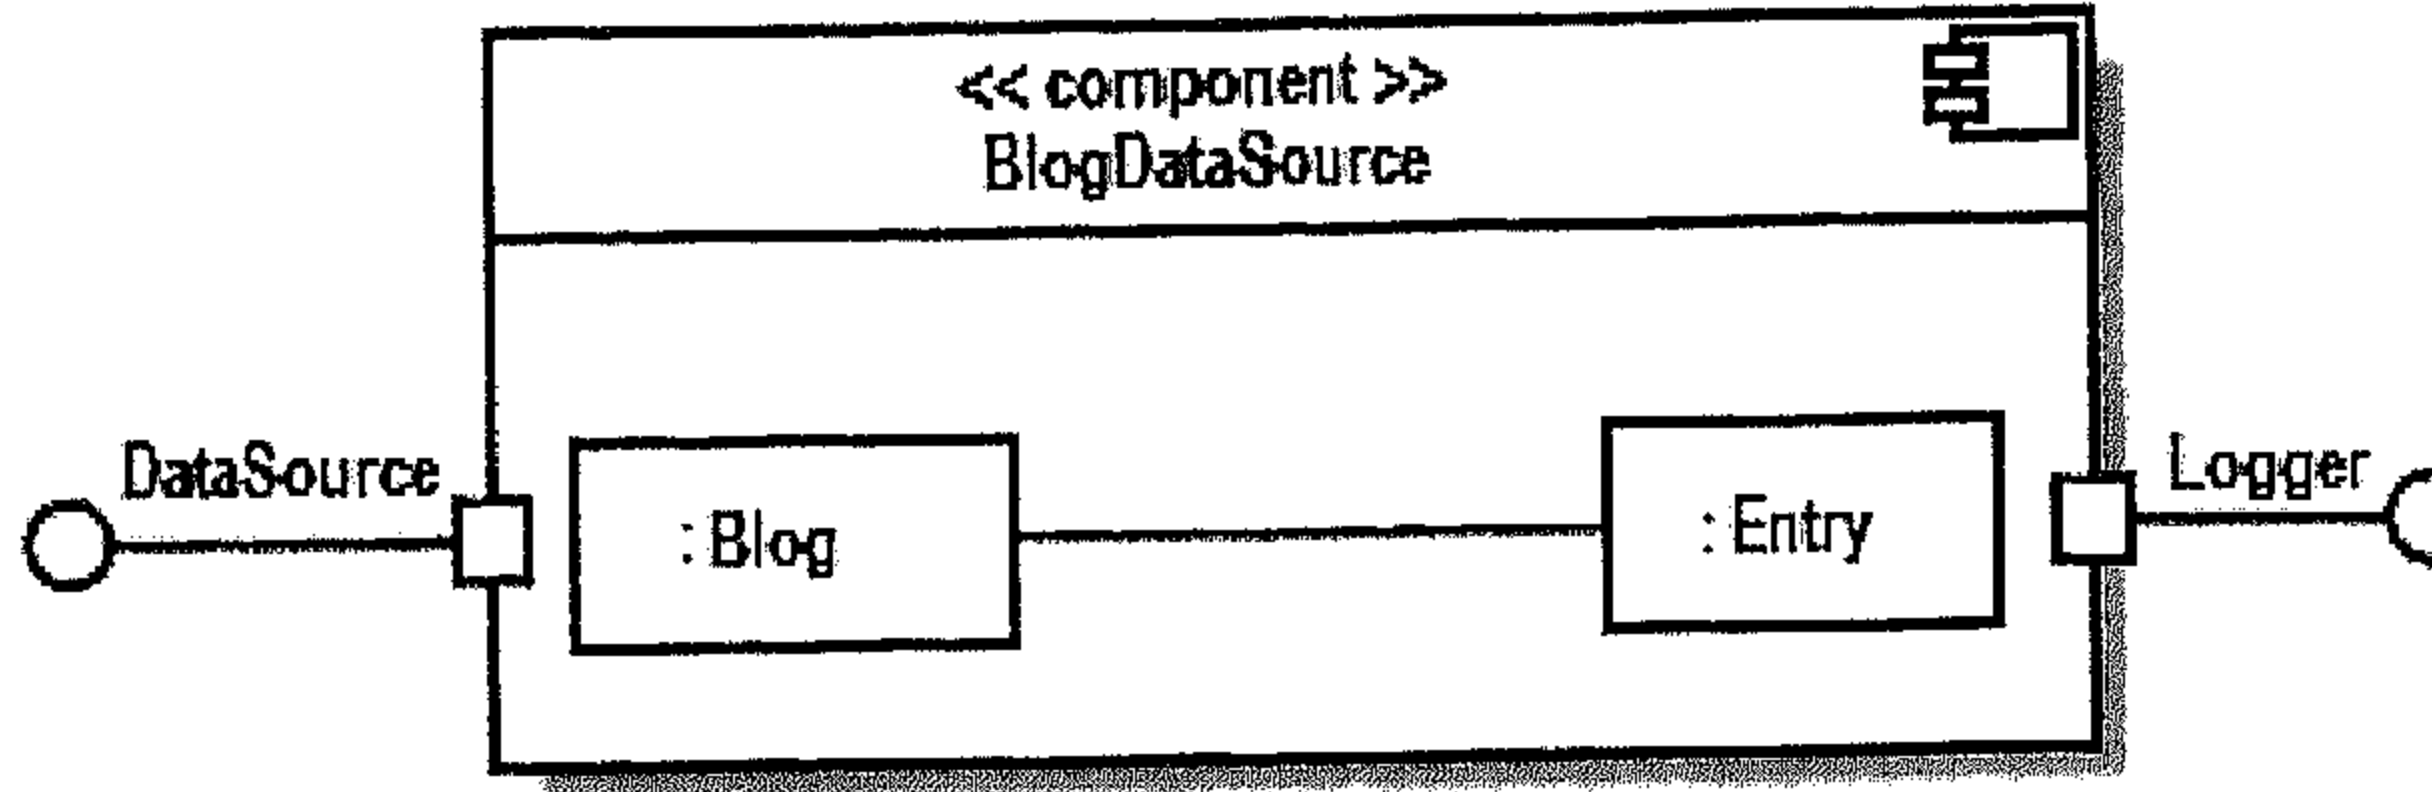 << component >>
BlogDataSource
DataSource
: Blog
: Entry
Logger